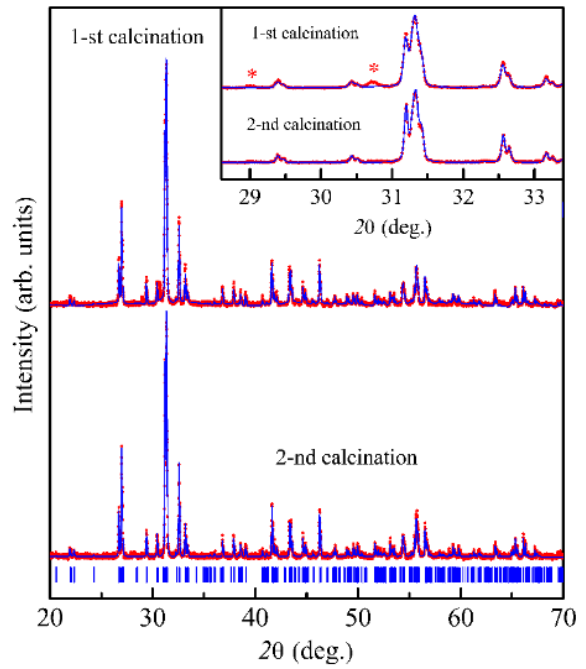 1-st calcination
1-st calcination
*
*
2-nd calcination
29 30 31 32 33
2θ (deg.)
Intensity (arb. units)
2-nd calcination
20 30 40 50 60 70
2θ (deg.)